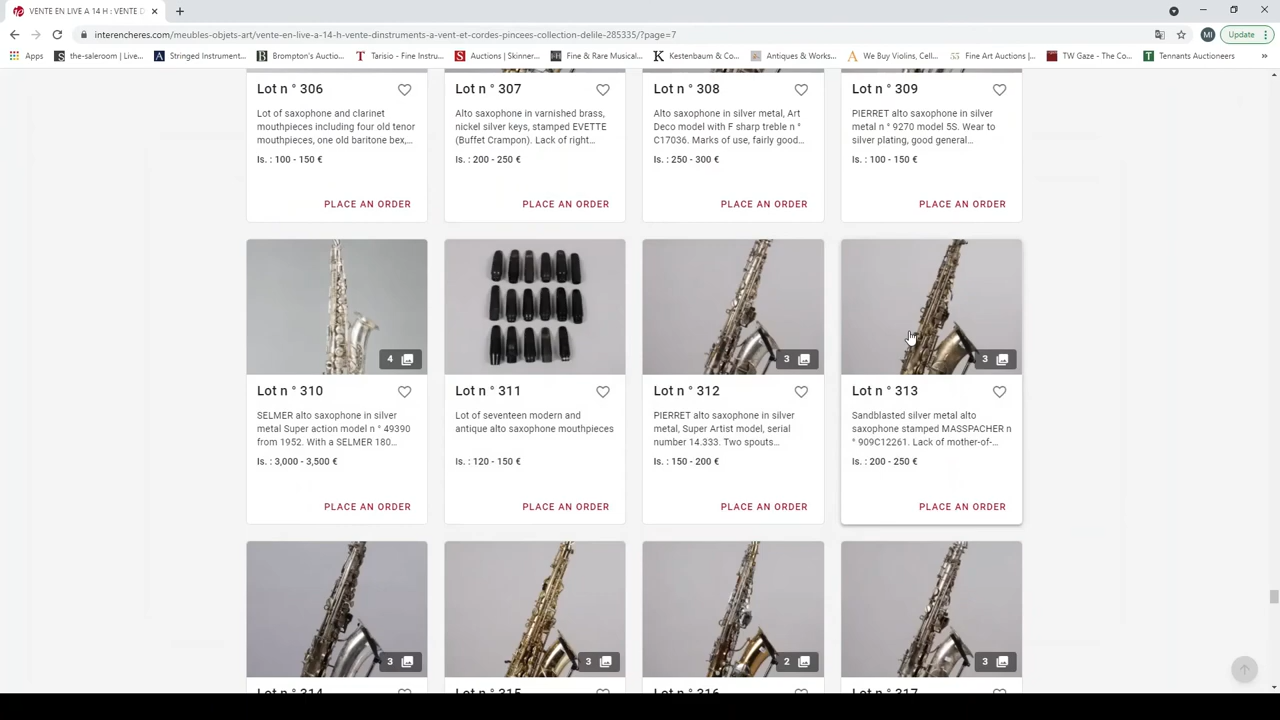 VENTE EN LIVE A 14 H : VENTE D
interencheres.com/meubles-objets-art/vente-en-live-a-14-h-vente-dinstruments-a-vent-et-cordes-pincees-collection-delile-285335/?page=7
MI
Update
Apps
the-saleroom | Live...
Stringed Instrument...
Brompton's Auctio...
Tarisio - Fine Instru...
Auctions | Skinner...
Fine & Rare Musical...
Kestenbaum & Co...
Antiques & Works...
We Buy Violins, Cell...
Fine Art Auctions |...
TW Gaze - The Co...
Tennants Auctioneers
Lot n ° 306
Lot of saxophone and clarinet
mouthpieces including four old tenor
mouthpieces, one old baritone bex,...
Is. : 100 - 150 €
PLACE AN ORDER
Lot n ° 307
Alto saxophone in varnished brass,
nickel silver keys, stamped EVETTE
(Buffet Crampon). Lack of right...
Is. : 200 - 250 €
PLACE AN ORDER
Lot n ° 308
Alto saxophone in silver metal, Art
Deco model with F sharp treble n °
C17036. Marks of use, fairly good...
Is. : 250 - 300 €
PLACE AN ORDER
Lot n ° 309
PIERRET alto saxophone in silver
metal n ° 9270 model 5S. Wear to
silver plating, good general...
Is. : 100 - 150 €
PLACE AN ORDER
4
Lot n ° 310
SELMER alto saxophone in silver
metal Super action model n ° 49390
from 1952. With a SELMER 180...
Is. : 3,000 - 3,500 €
PLACE AN ORDER
Lot n ° 311
Lot of seventeen modern and
antique alto saxophone mouthpieces
Is. : 120 - 150 €
PLACE AN ORDER
3
Lot n ° 312
PIERRET alto saxophone in silver
metal, Super Artist model, serial
number 14.333. Two spouts...
Is. : 150 - 200 €
PLACE AN ORDER
3
Lot n ° 313
Sandblasted silver metal alto
saxophone stamped MASSPACHER n
° 909C12261. Lack of mother-of-...
Is. : 200 - 250 €
PLACE AN ORDER
3
Lot n ° 314
3
Lot n ° 315
2
Lot n ° 316
3
Lot n ° 317